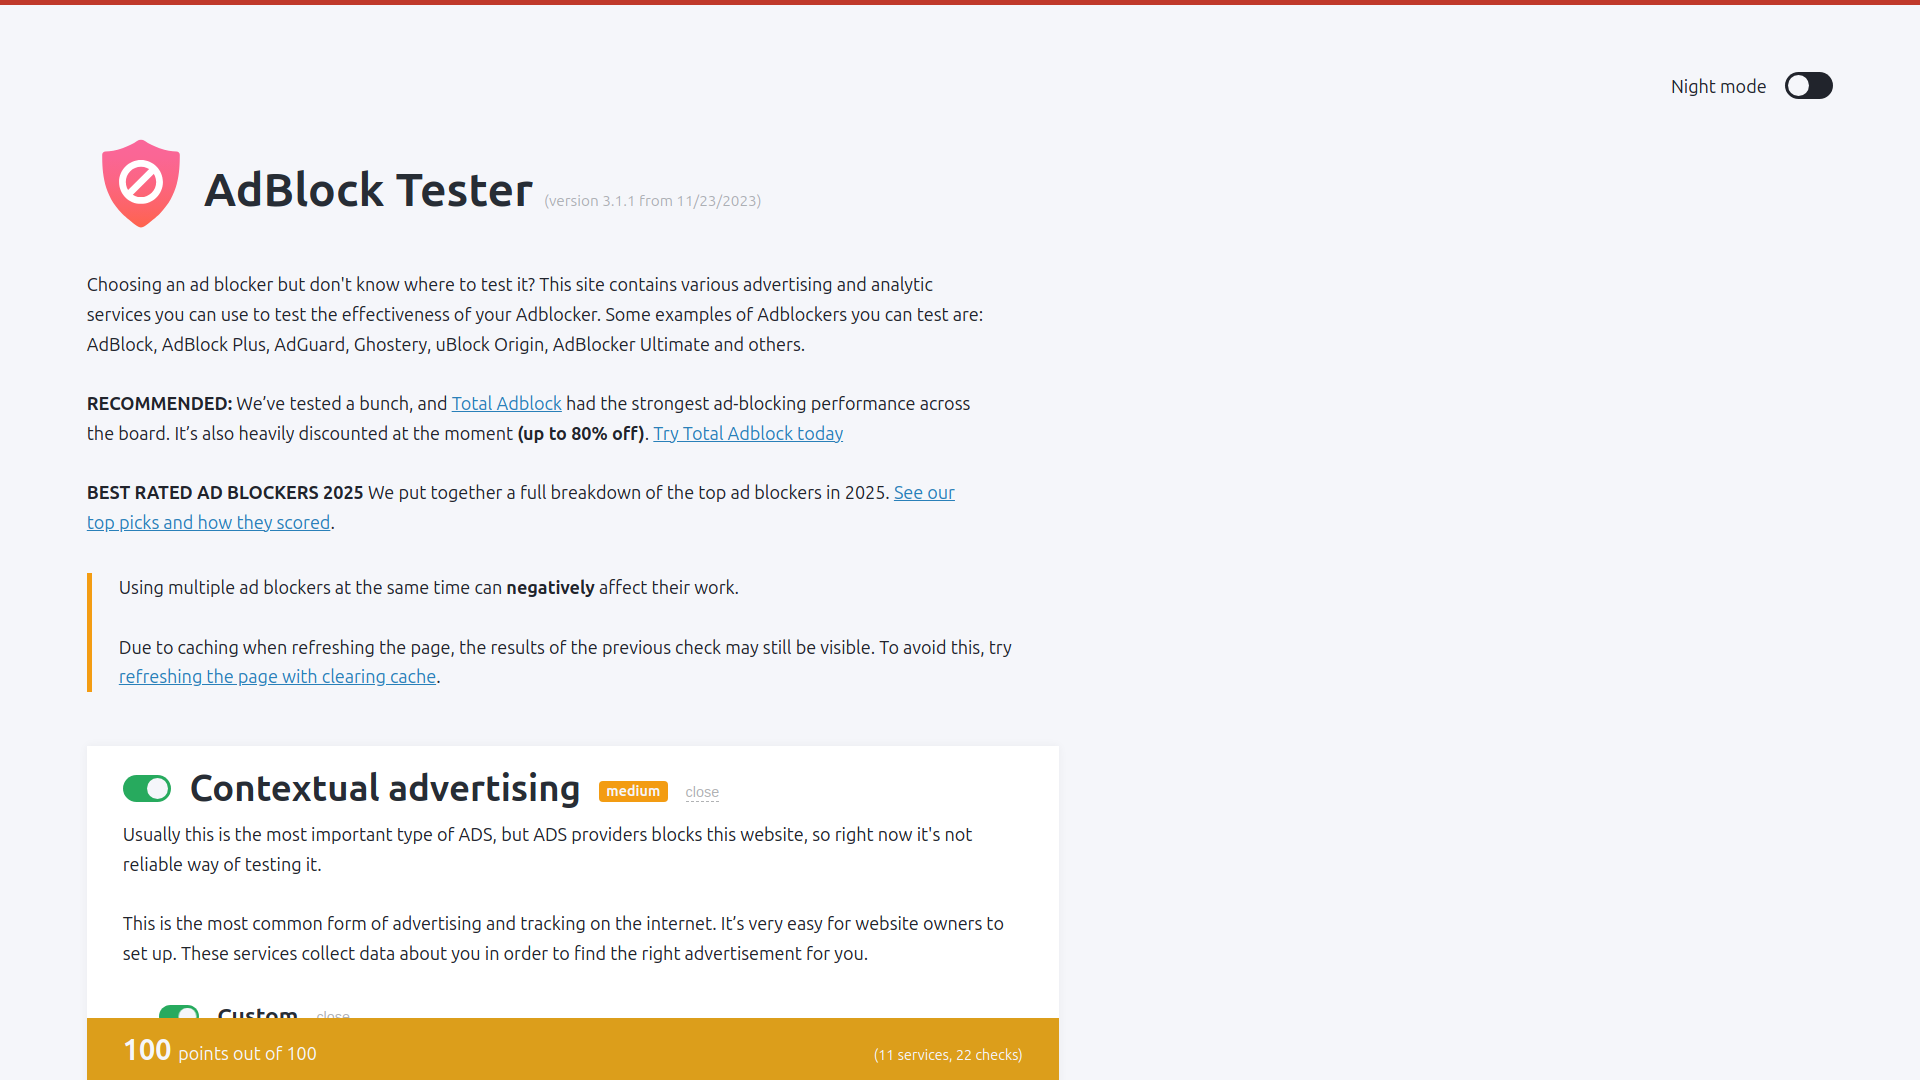 Night mode
AdBlock Tester (version 3.1.1 from 11/23/2023)
Choosing an ad blocker but don't know where to test it? This site contains various advertising and analytic
services you can use to test the effectiveness of your Adblocker. Some examples of Adblockers you can test are:
AdBlock, AdBlock Plus, AdGuard, Ghostery, uBlock Origin, AdBlocker Ultimate and others.
RECOMMENDED: We’ve tested a bunch, and Total Adblock had the strongest ad-blocking performance across
the board. It’s also heavily discounted at the moment (up to 80% off). Try Total Adblock today
BEST RATED AD BLOCKERS 2025 We put together a full breakdown of the top ad blockers in 2025. See our
top picks and how they scored.
Using multiple ad blockers at the same time can negatively affect their work.
Due to caching when refreshing the page, the results of the previous check may still be visible. To avoid this, try
refreshing the page with clearing cache.
Contextual advertising medium close
Usually this is the most important type of ADS, but ADS providers blocks this website, so right now it's not
reliable way of testing it.
This is the most common form of advertising and tracking on the internet. It’s very easy for website owners to
set up. These services collect data about you in order to find the right advertisement for you.
Custom close
100 points out of 100 (11 services, 22 checks)